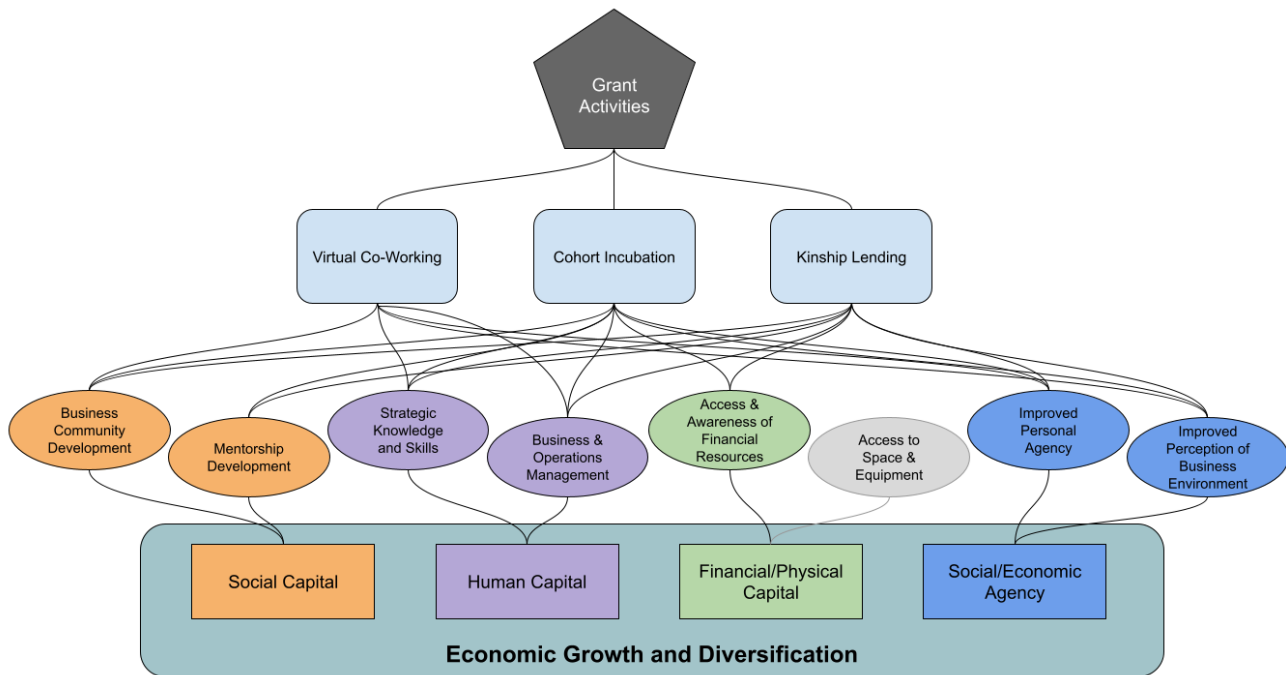 Grant
Activities
Virtual Co-Working
Cohort Incubation
Kinship Lending
Business
Community
Development
Mentorship
Development
Strategic
Knowledge
and Skills
Business &
Operations
Management
Access &
Awareness of
Financial
Resources
Access to
Space &
Equipment
Improved
Personal
Agency
Improved
Perception of
Business
Environment
Social Capital
Human Capital
Financial/Physical
Capital
Social/Economic
Agency
Economic Growth and Diversification